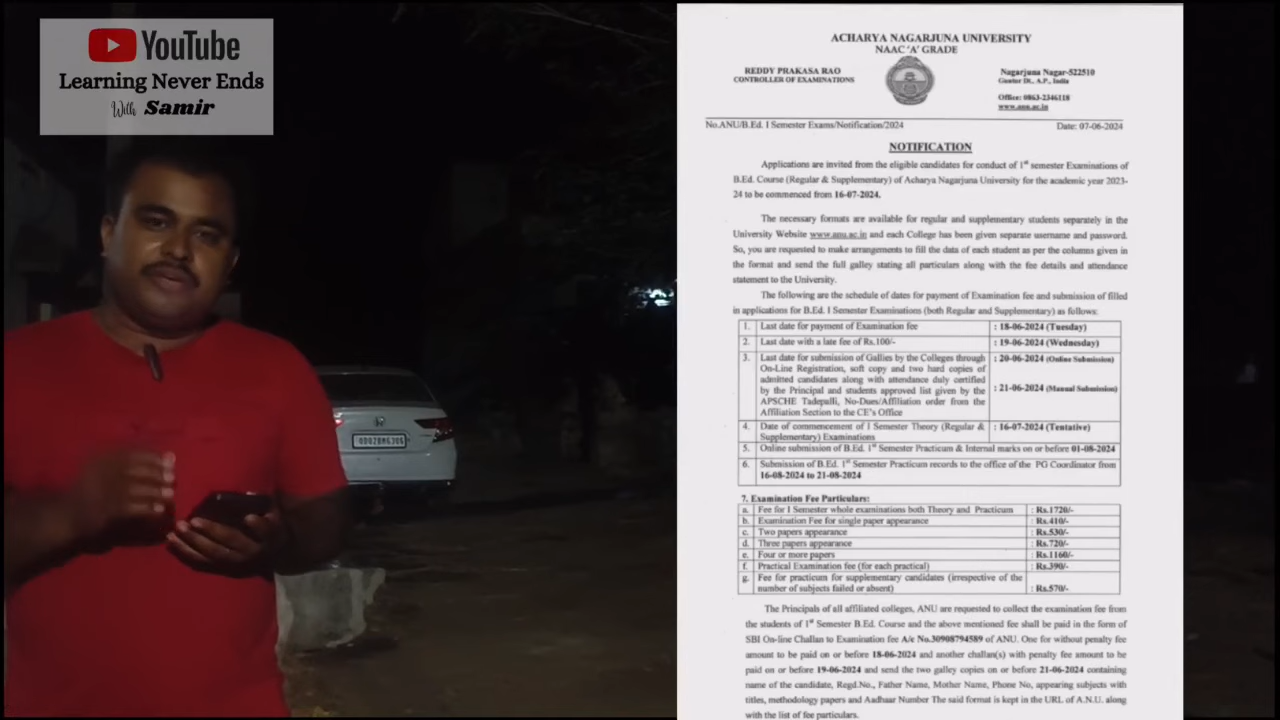 YouTube
Learning Never Ends
With Samir
ACHARYA NAGARJUNA UNIVERSITY
NAAC 'A' GRADE
REDDY PRAKASA RAO
CONTROLLER OF EXAMINATIONS
Nagarjuna Nagar-522510
Guntur Dt., A.P., India
Office: 0863-2346118
www.anu.ac.in
No.ANU/B.Ed. I Semester Exams/Notification/2024 Date: 07-06-2024
NOTIFICATION
Applications are invited from the eligible candidates for conduct of 1st semester Examinations of
B.Ed. Course (Regular & Supplementary) of Acharya Nagarjuna University for the academic year 2023-
24 to be commenced from 16-07-2024.
The necessary formats are available for regular and supplementary students separately in the
University Website www.anu.ac.in and each College has been given separate username and password.
So, you are requested to make arrangements to fill the data of each student as per the columns given in
the format and send the full galley stating all particulars along with the fee details and attendance
statement to the University.
The following are the schedule of dates for payment of Examination fee and submission of filled
in applications for B.Ed. I Semester Examinations (both Regular and Supplementary) as follows:
1. Last date for payment of Examination fee : 18-06-2024 (Tuesday)
2. Last date with a late fee of Rs.100/- : 19-06-2024 (Wednesday)
3. Last date for submission of Gallies by the Colleges through : 20-06-2024 (Online Submission)
On-Line Registration, soft copy and two hard copies of
admitted candidates along with attendance duly certified
by the Principal and students approved list given by the : 21-06-2024 (Manual Submission)
APSCHE Tadepalli, No-Dues/Affiliation order from the
Affiliation Section to the CE's Office
4. Date of commencement of I Semester Theory (Regular & : 16-07-2024 (Tentative)
Supplementary) Examinations
5. Online submission of B.Ed. 1st Semester Practicum & Internal marks on or before 01-08-2024
6. Submission of B.Ed. 1st Semester Practicum records to the office of the PG Coordinator from
16-08-2024 to 21-08-2024
7. Examination Fee Particulars:
a. Fee for I Semester whole examinations both Theory and Practicum : Rs.1720/-
b. Examination Fee for single paper appearance : Rs.410/-
c. Two papers appearance : Rs.530/-
d. Three papers appearance : Rs.720/-
e. Four or more papers : Rs.1160/-
f. Practical Examination fee (for each practical) : Rs.390/-
g. Fee for practicum for supplementary candidates (irrespective of the
number of subjects failed or absent) : Rs.570/-
The Principals of all affiliated colleges, ANU are requested to collect the examination fee from
the students of 1st Semester B.Ed. Course and the above mentioned fee shall be paid in the form of
SBI On-line Challan to Examination fee A/c No.30908794589 of ANU. One for without penalty fee
amount to be paid on or before 18-06-2024 and another challan(s) with penalty fee amount to be
paid on or before 19-06-2024 and send the two galley copies on or before 21-06-2024 containing
name of the candidate, Regd.No., Father Name, Mother Name, Phone No, appearing subjects with
titles, methodology papers and Aadhaar Number The said format is kept in the URL of A.N.U. along
with the list of fee particulars.